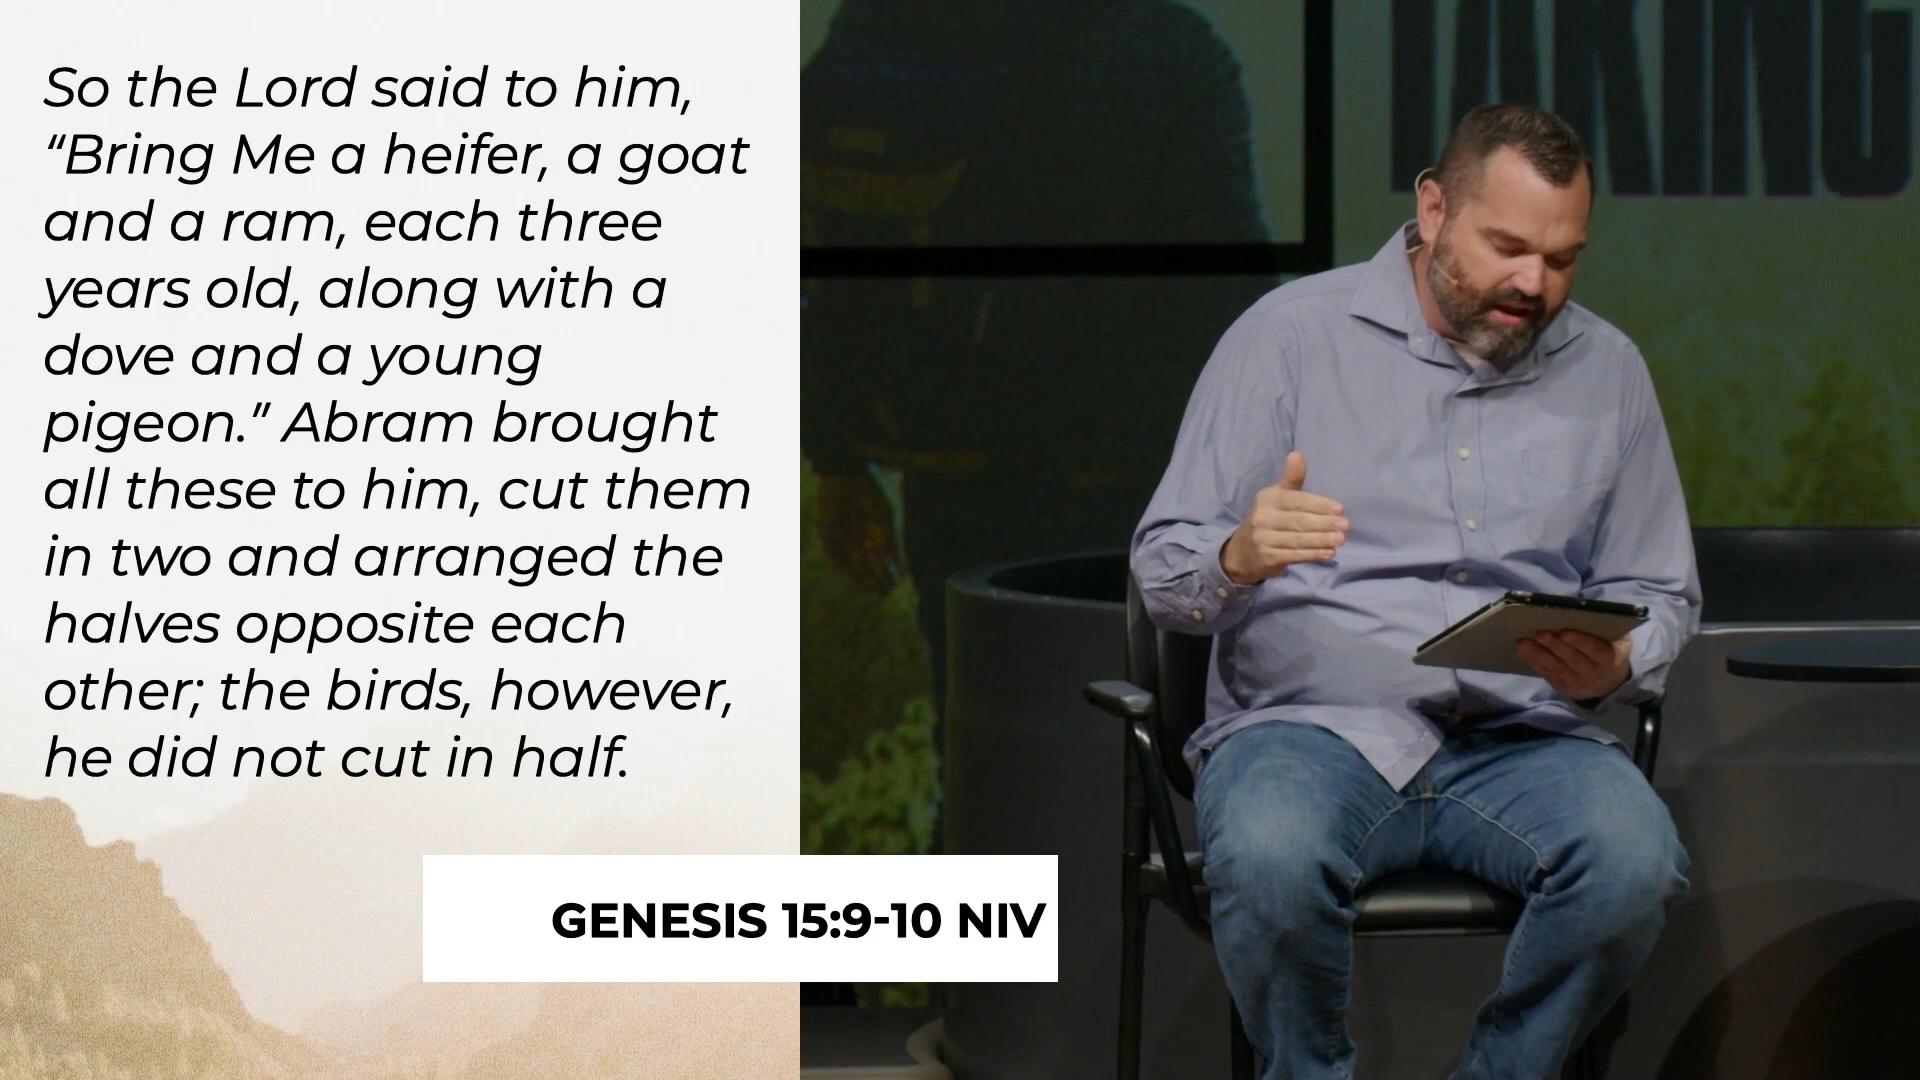 So the Lord said to him,
“Bring Me a heifer, a goat
and a ram, each three
years old, along with a
dove and a young
pigeon.” Abram brought
all these to him, cut them
in two and arranged the
halves opposite each
other; the birds, however,
he did not cut in half.
GENESIS 15:9-10 NIV